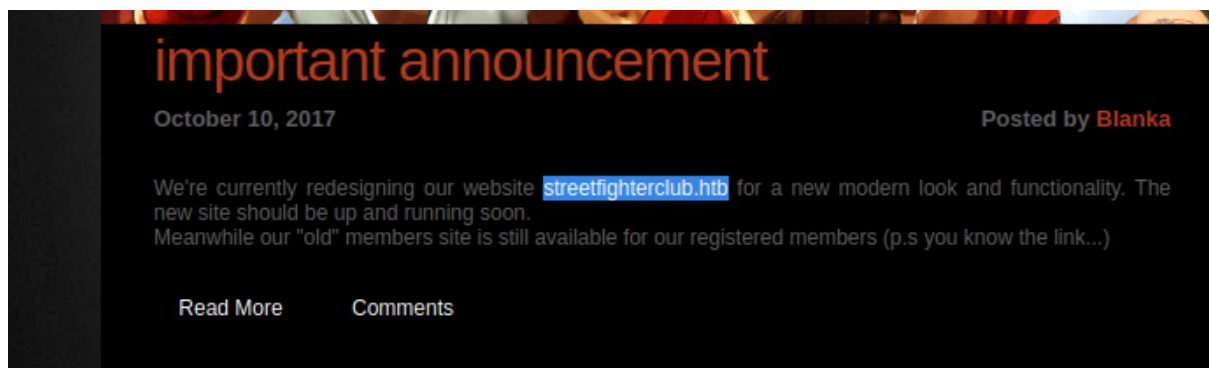 important announcement
October 10, 2017 Posted by Blanka
We're currently redesigning our website streetfighterclub.htb for a new modern look and functionality. The
new site should be up and running soon.
Meanwhile our "old" members site is still available for our registered members (p.s you know the link...)
Read More Comments